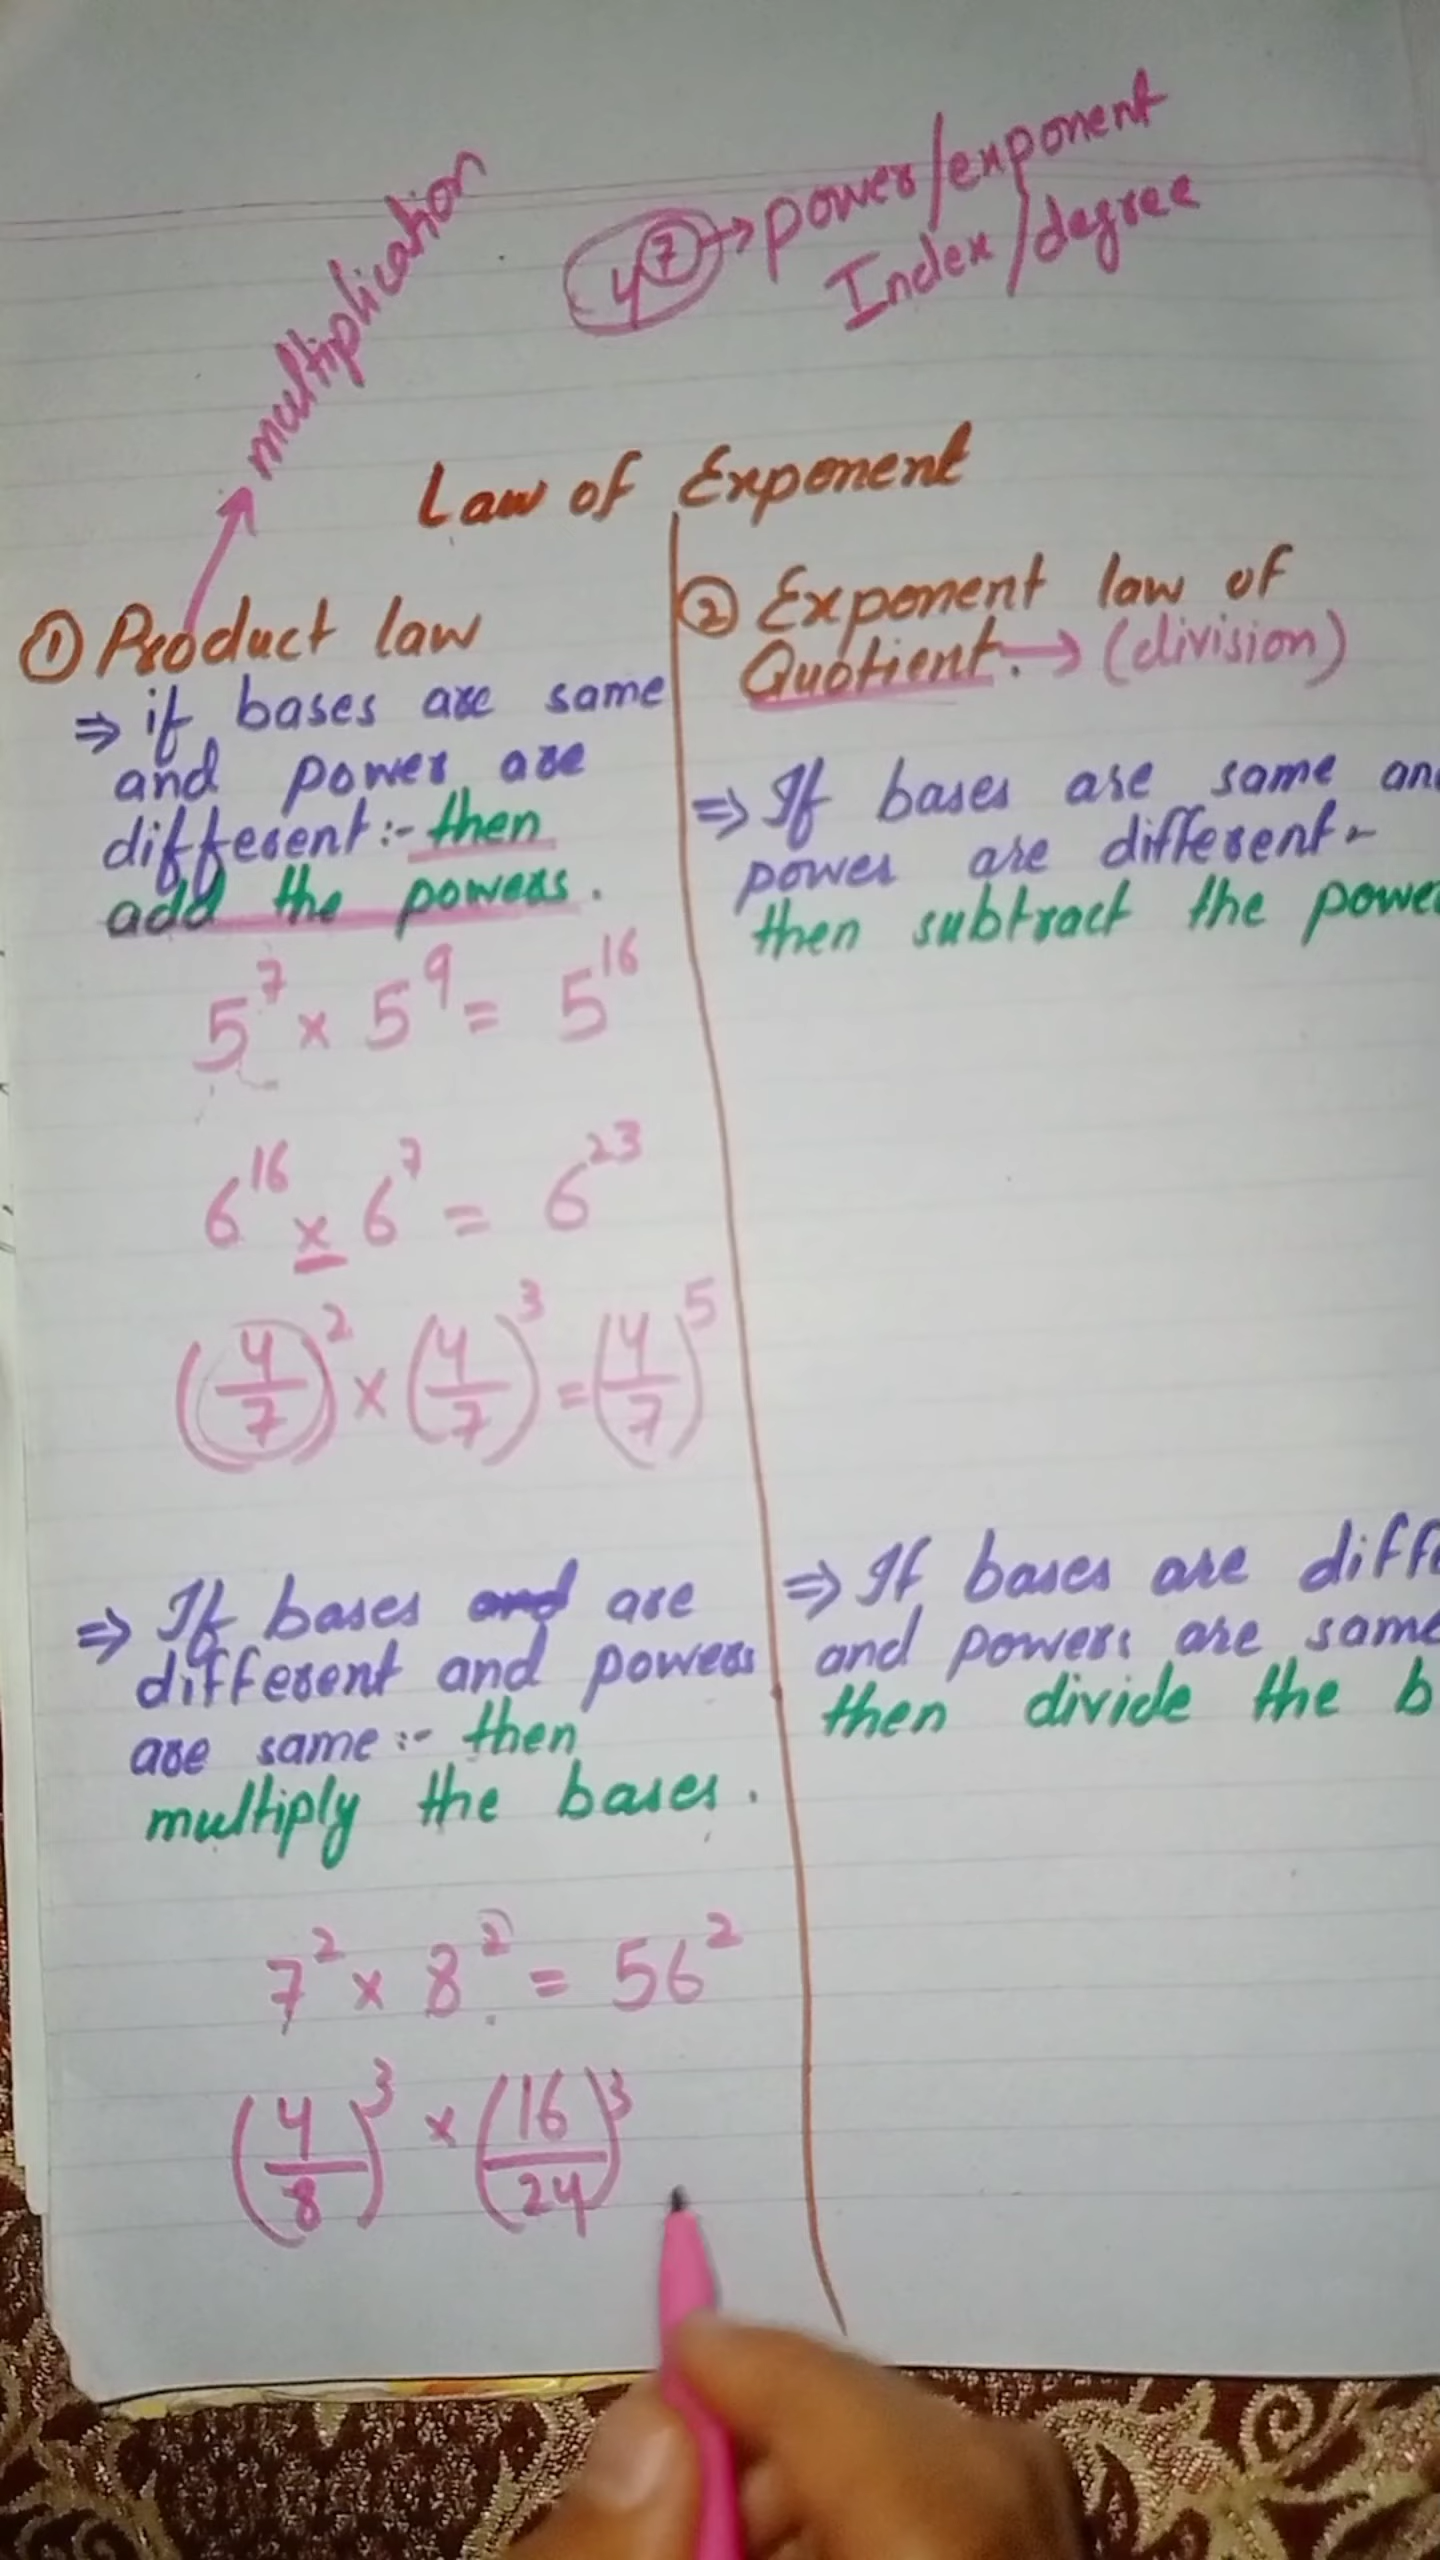 multiplication
4⁷ → power/exponent
Index/degree
Law of Exponent
① Product law
⇒ if bases are same
and power are
different:- then
add the powers.
5⁷ × 5⁹ = 5¹⁶
6¹⁶ × 6⁷ = 6²³
(4/7)² × (4/7)³ = (4/7)⁵
⇒ If bases and are
different and powers
are same:- then
multiply the bases.
7² × 8² = 56²
(4/8)³ × (16/24)³
② Exponent law of
Quotient. → (division)
⇒ If bases are same an
power are different-
then subtract the powe
⇒ If bases are diff
and powers are same
then divide the b